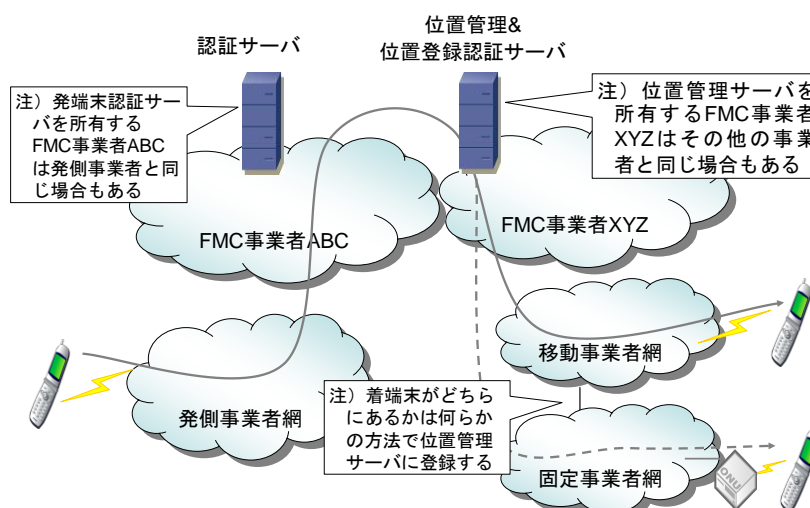 認証サーバ
位置管理&
位置登録認証サーバ
注）発端末認証サー
バを所有する
FMC事業者ABC
は発側事業者と同
じ場合もある
注）位置管理サーバを
所有するFMC事業者
XYZはその他の事業
者と同じ場合もある
FMC事業者ABC
FMC事業者XYZ
移動事業者網
発側事業者網
注）着端末がどちら
にあるかは何らか
の方法で位置管理
サーバに登録する
固定事業者網
ONU